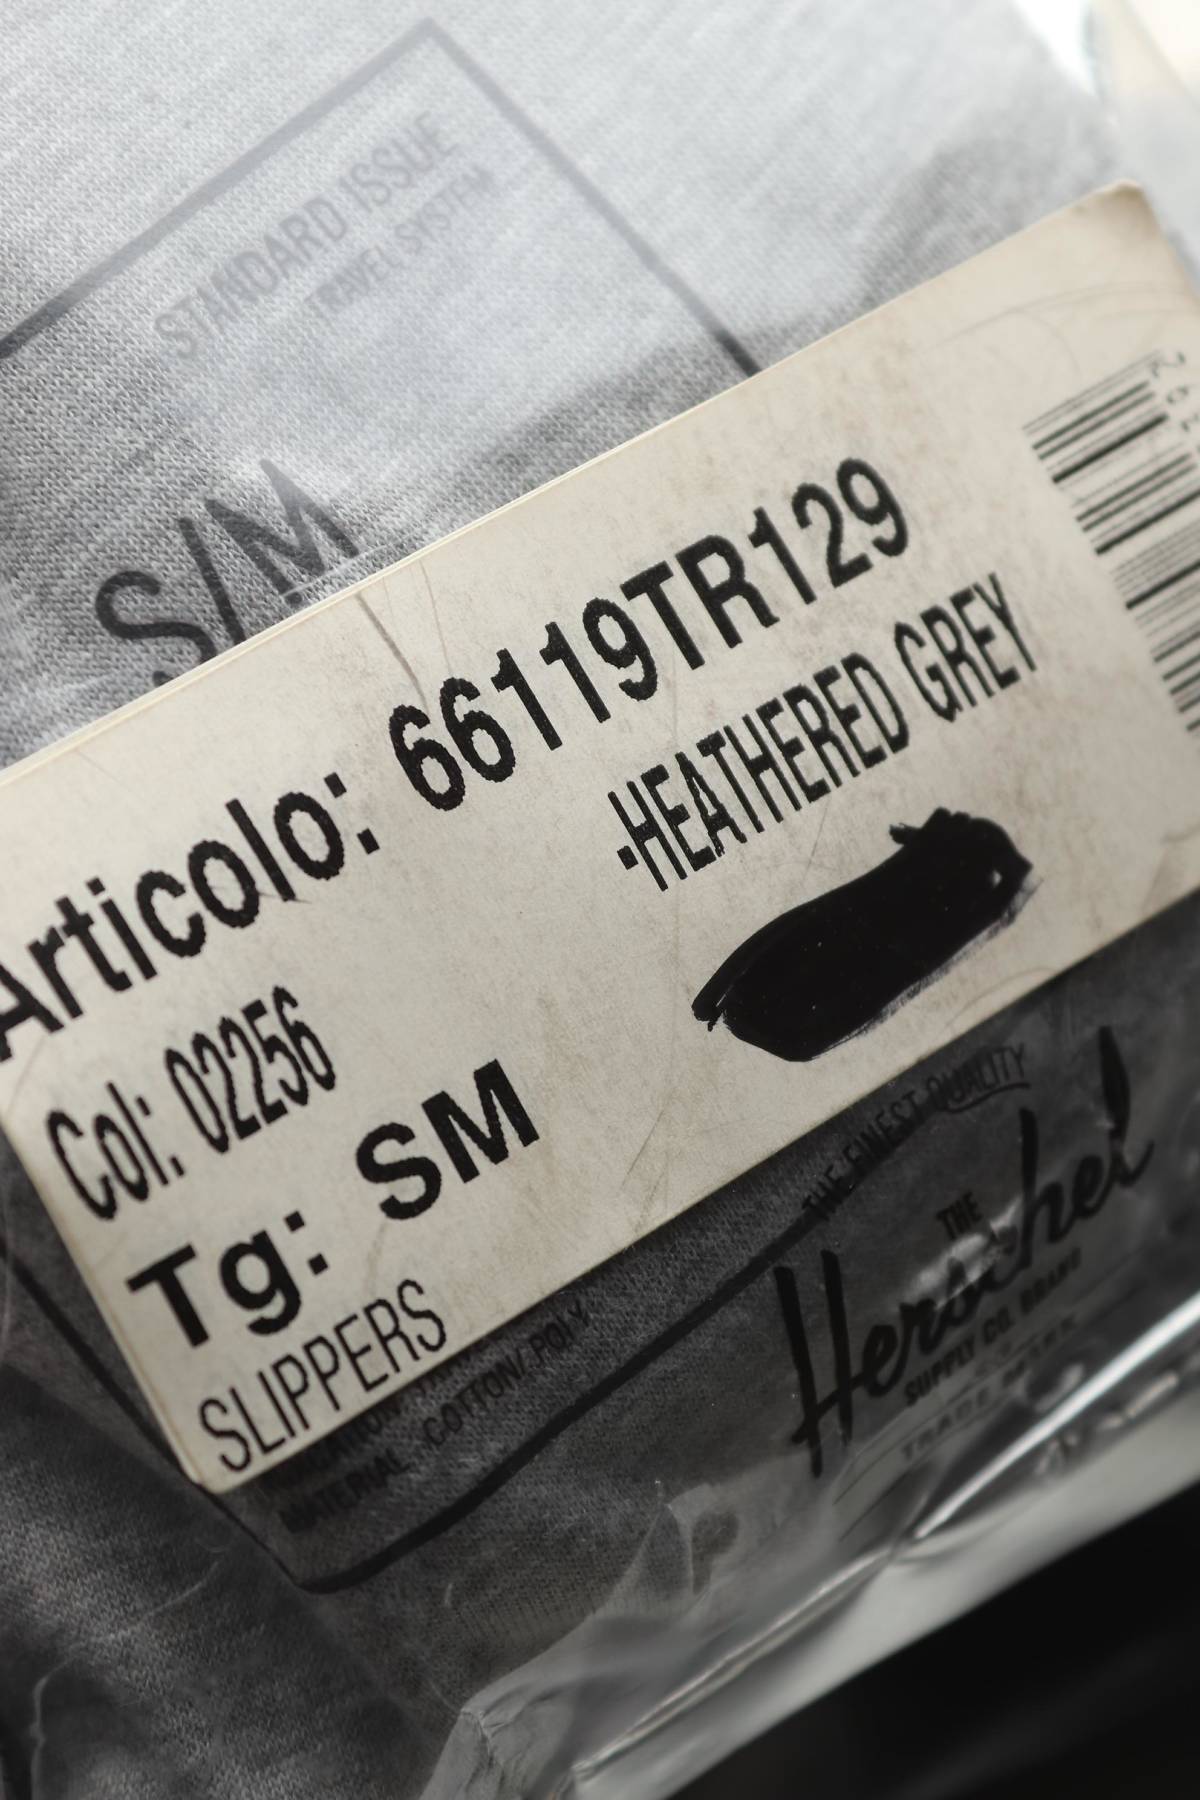 STANDARD ISSUE
TRAVEL SYSTEM
S/M
Articolo: 66119TR129
Col: 02256 -HEATHERED GREY
Tg: SM
SLIPPERS
MATERIAL COTTON/POLY
THE FINEST QUALITY
THE
Herschel
SUPPLY CO. BRAND
TRADE MARK